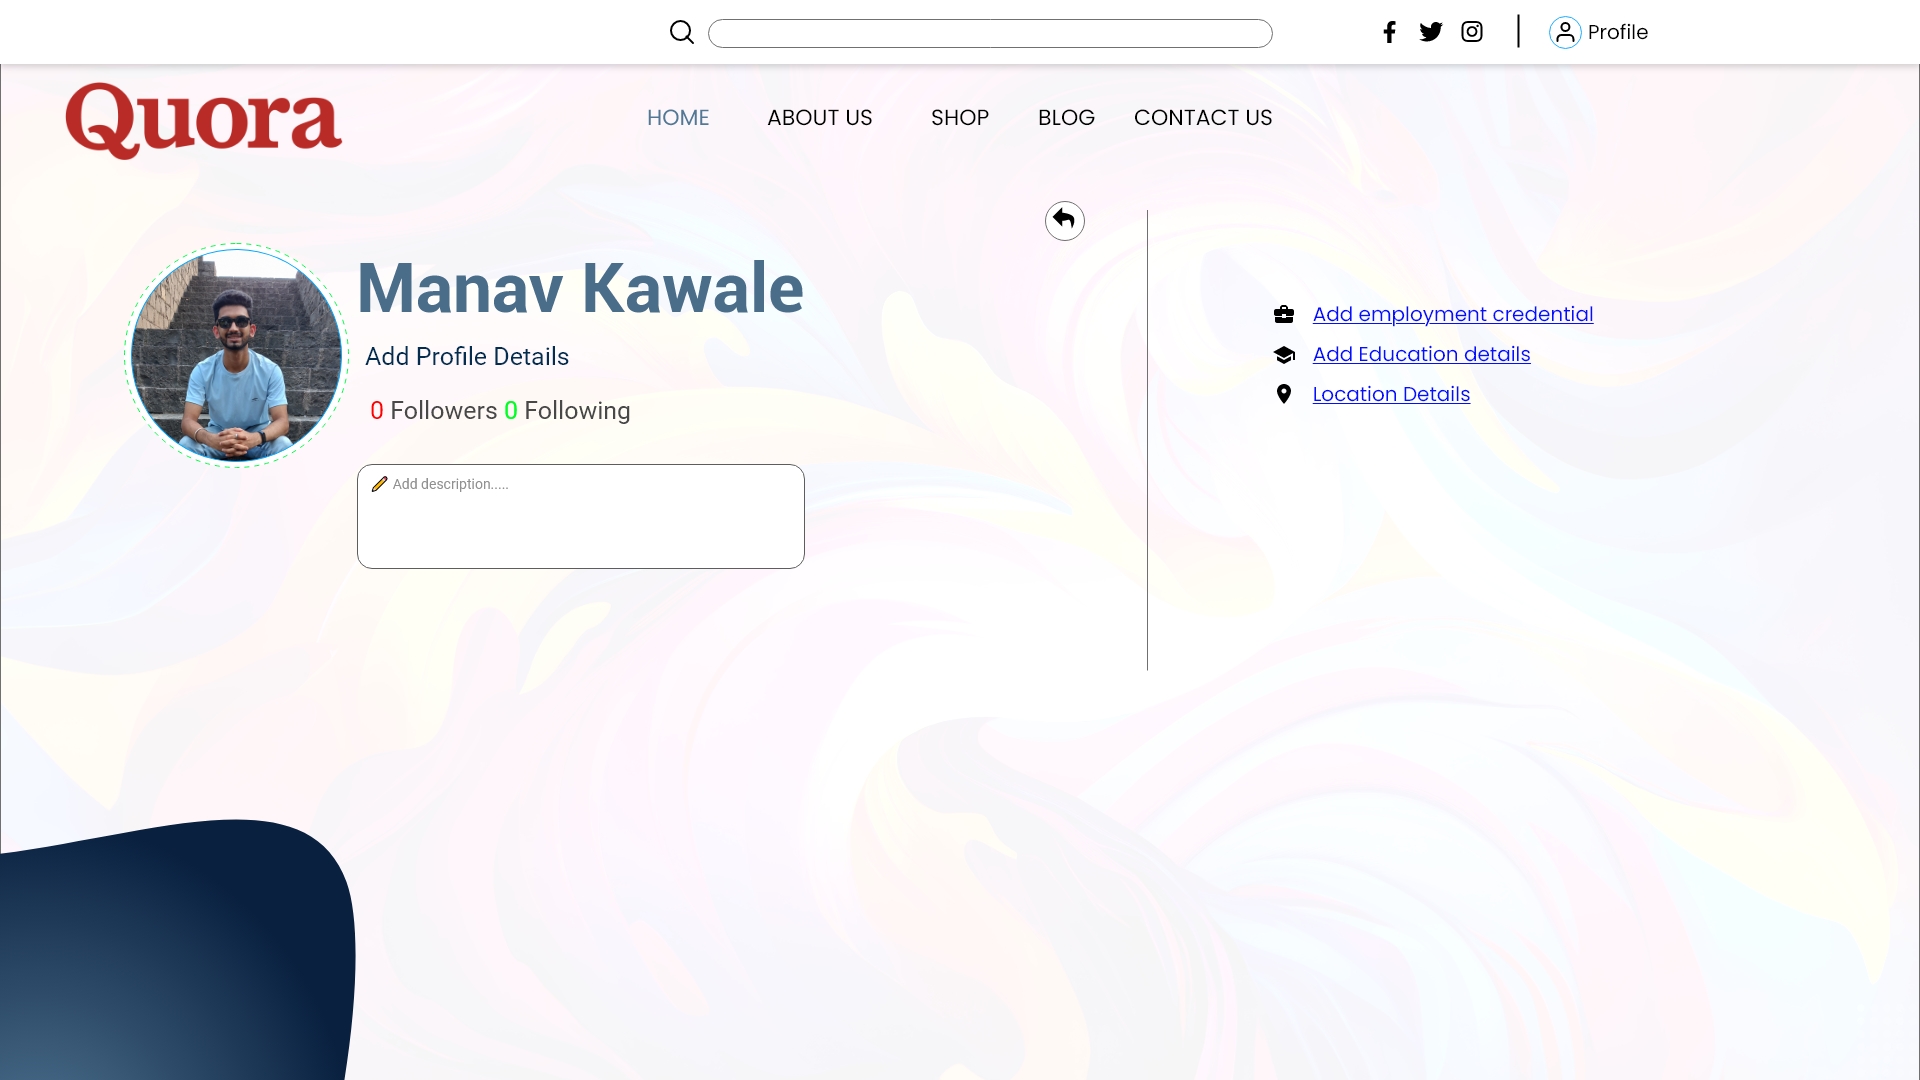 Profile
Quora
HOME ABOUT US SHOP BLOG CONTACT US
Manav Kawale
Add Profile Details
0 Followers 0 Following
Add description.....
Add employment credential
Add Education details
Location Details